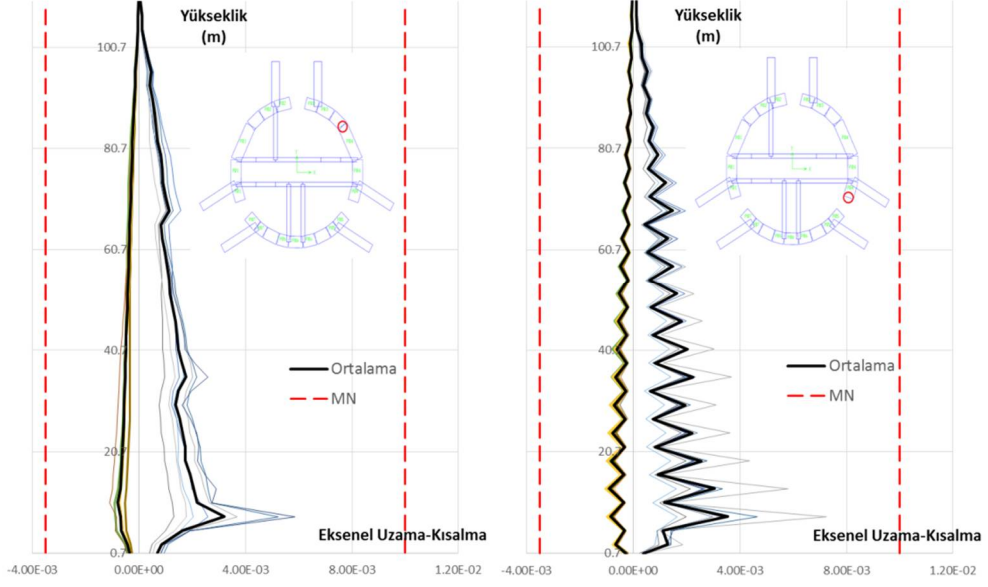 Yükseklik
(m)
100.7
80.7
60.7
40.7
20.7
0.7
Ortalama
MN
Eksenel Uzama-Kısalma
-4.00E-03
0.00E+00
4.00E-03
8.00E-03
1.20E-02
Yükseklik
(m)
100.7
80.7
60.7
40.7
20.7
0.7
Ortalama
MN
Eksenel Uzama-Kısalma
-4.00E-03
0.00E+00
4.00E-03
8.00E-03
1.20E-02